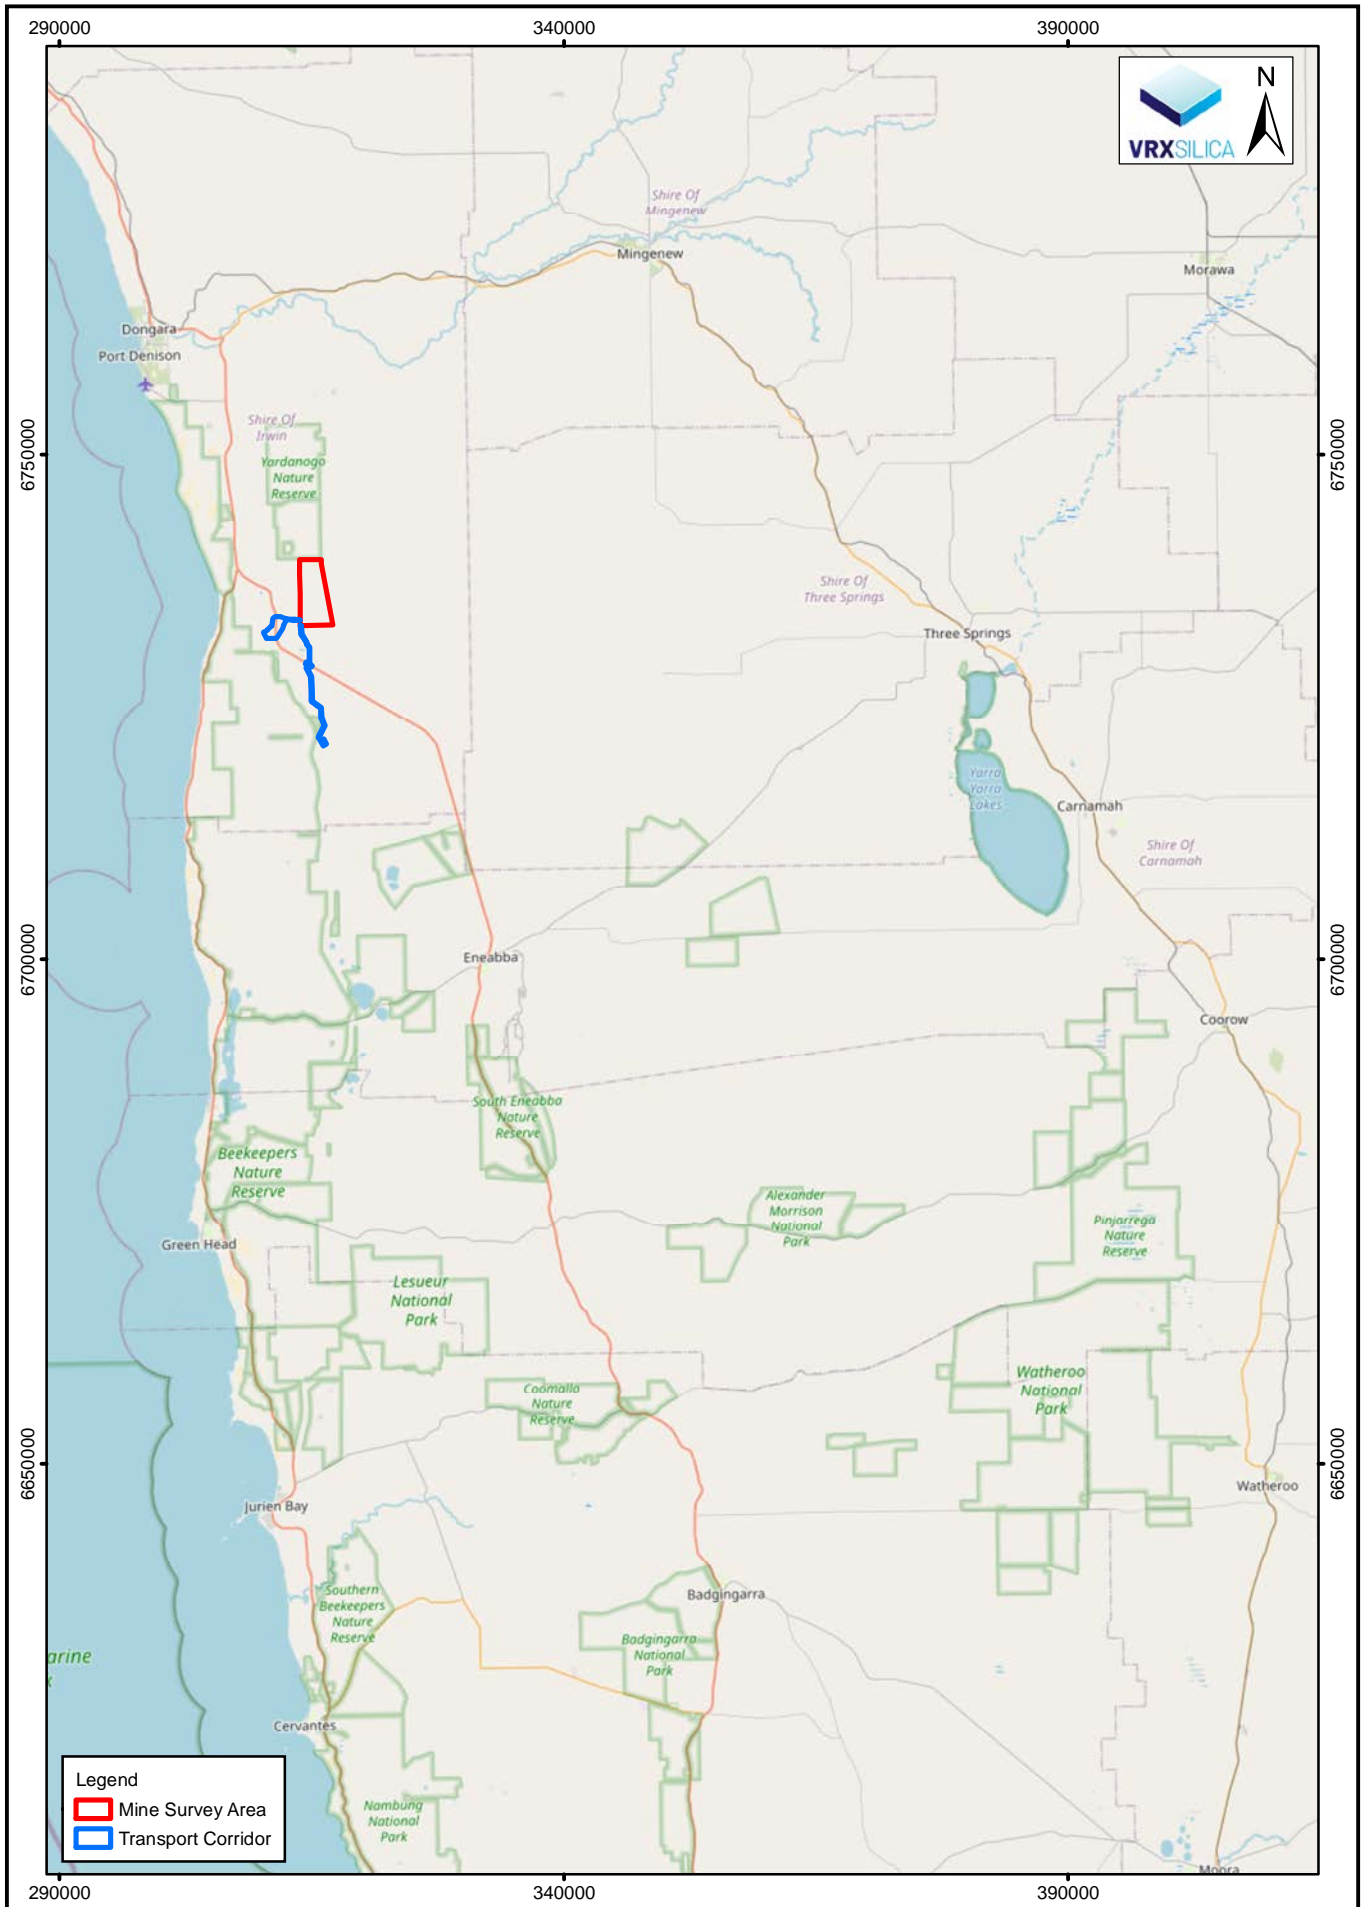 290000
340000
390000
N
VRXSILICA
Shire Of
Mingenew
Mingenew
Morawa
Dongara
Port Denison
Shire Of
Irwin
6750000
6750000
Yardanogo
Nature
Reserve
Shire Of
Three Springs
Three Springs
Yarra
Yarra
Lakes
Carnamah
Shire Of
Carnamah
6700000
6700000
Eneabba
Coorow
South Eneabba
Nature
Reserve
Beekeepers
Nature
Reserve
Alexander
Morrison
National
Park
Pinjarrega
Nature
Reserve
Green Head
Lesueur
National
Park
Watheroo
National
Park
Coomallo
Nature
Reserve
6650000
6650000
Watheroo
Jurien Bay
Southern
Beekeepers
Nature
Reserve
Badgingarra
Badgingarra
National
Park
arine
Cervantes
Nambung
National
Park
Moora
Legend
Mine Survey Area
Transport Corridor
290000
340000
390000